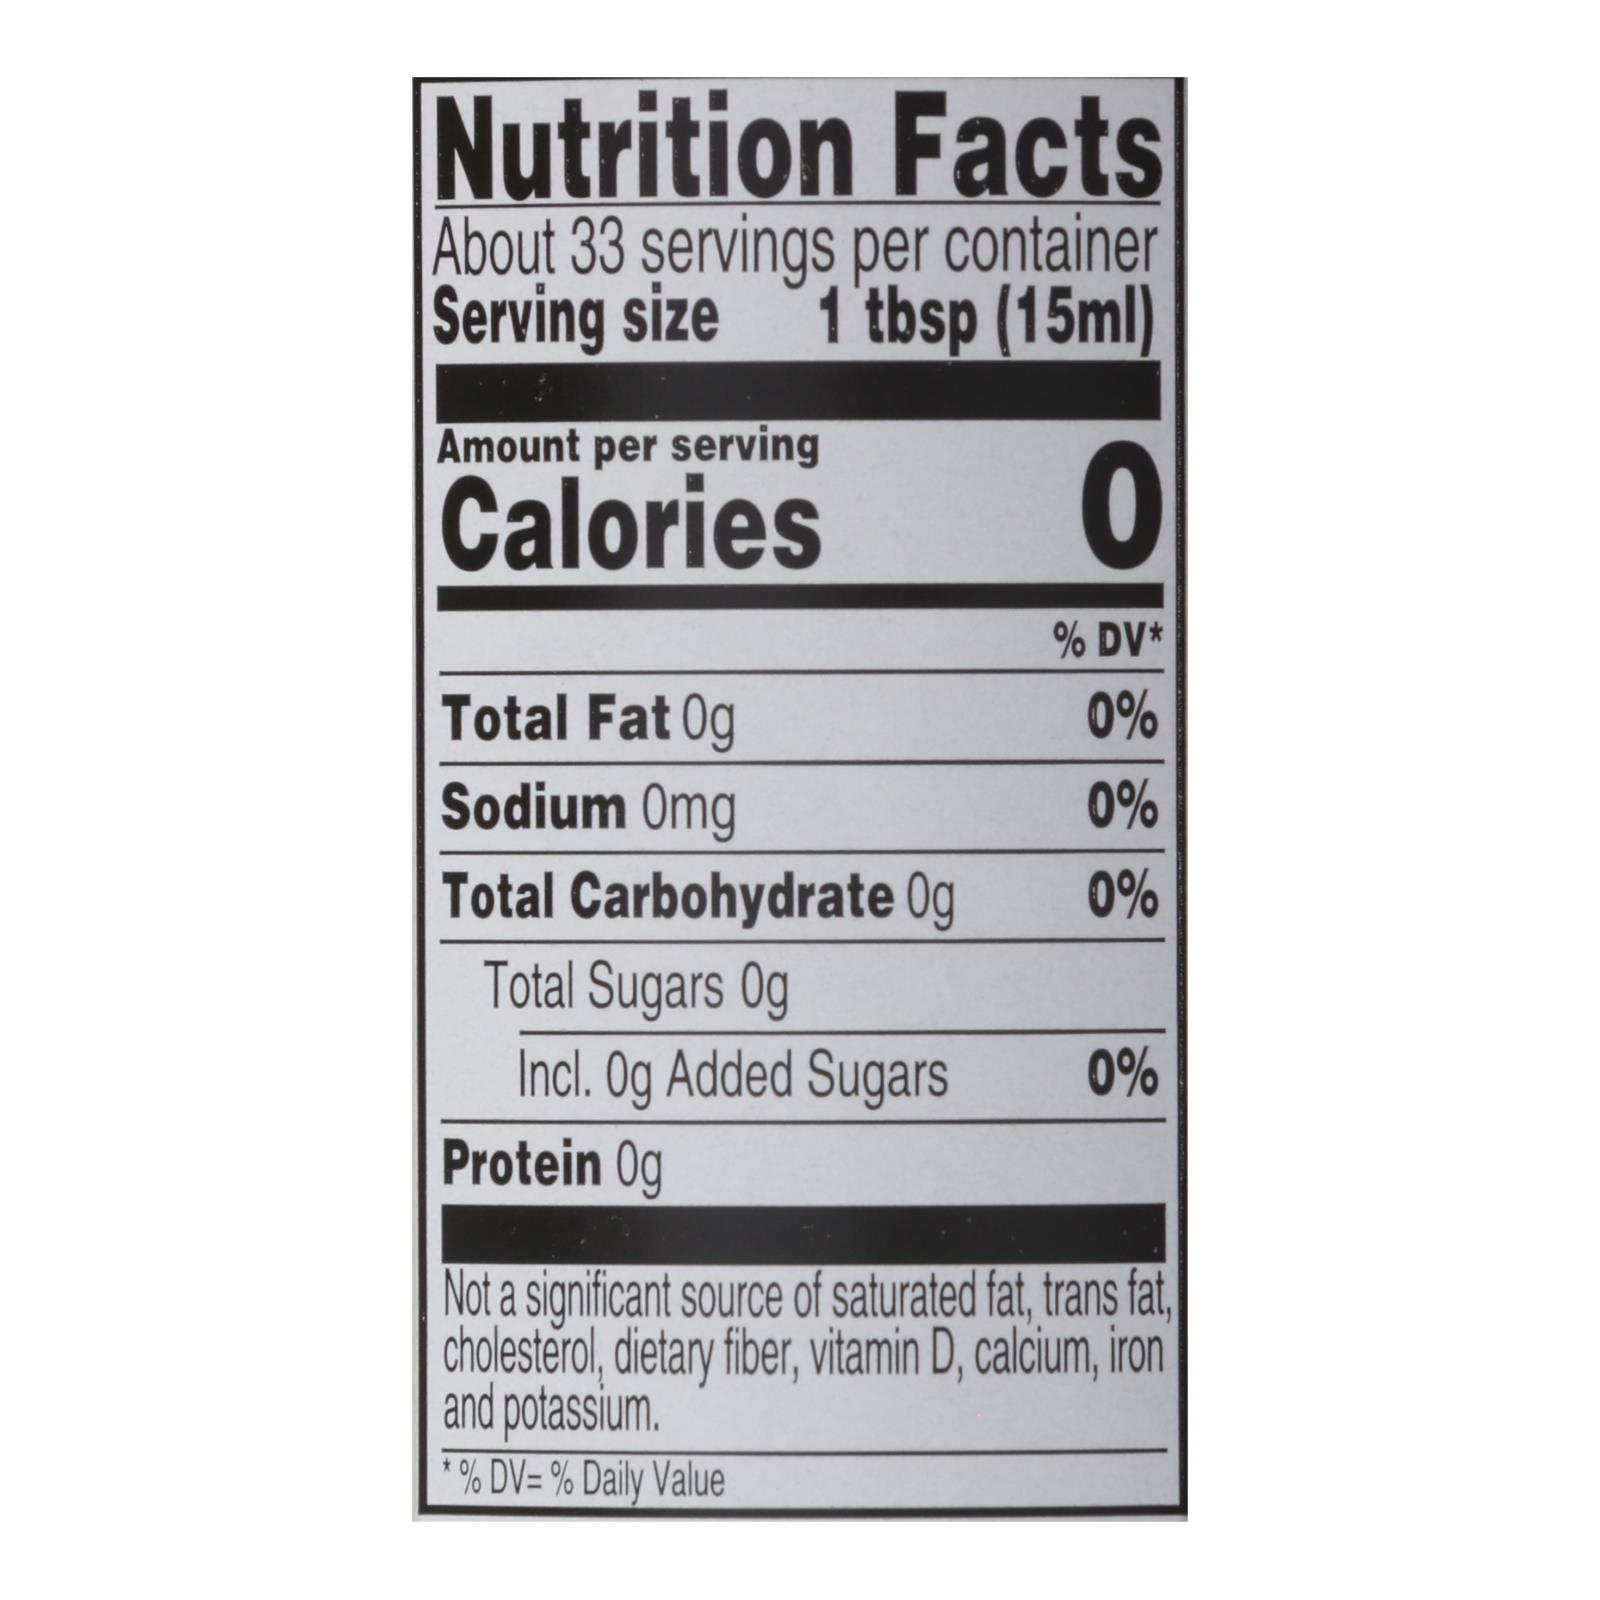 Nutrition Facts
About 33 servings per container
Serving size 1 tbsp (15ml)
Amount per serving
Calories 0
% DV*
Total Fat 0g 0%
Sodium 0mg 0%
Total Carbohydrate 0g 0%
Total Sugars 0g
Incl. 0g Added Sugars 0%
Protein 0g
Not a significant source of saturated fat, trans fat,
cholesterol, dietary fiber, vitamin D, calcium, iron
and potassium.
* % DV= % Daily Value